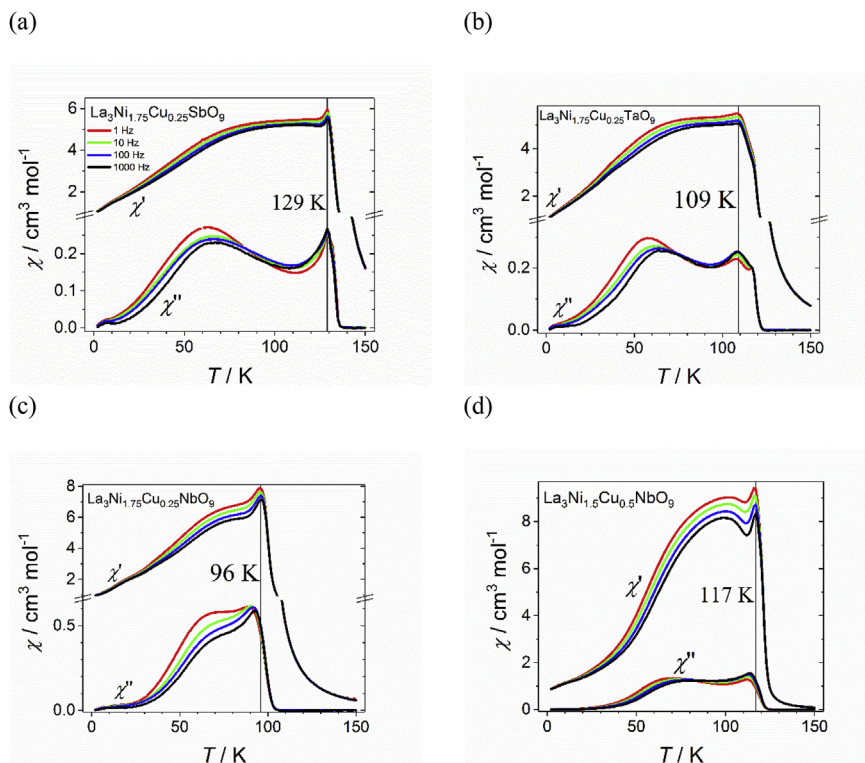 (a)
(b)
La₃Ni₁.₇₅Cu₀.₂₅SbO₉
1 Hz
10 Hz
100 Hz
1000 Hz
6
4
2
0.2
0.1
0.0
χ'
χ''
129 K
χ / cm³ mol⁻¹
0 50 100 150
T / K
La₃Ni₁.₇₅Cu₀.₂₅TaO₉
4
2
0.2
0.0
χ'
χ''
109 K
χ / cm³ mol⁻¹
0 50 100 150
T / K
(c)
(d)
La₃Ni₁.₇₅Cu₀.₂₅NbO₉
8
6
4
2
0.5
0.0
χ'
χ''
96 K
χ / cm³ mol⁻¹
0 50 100 150
T / K
La₃Ni₁.₅Cu₀.₅NbO₉
8
6
4
2
0
χ'
χ''
117 K
χ / cm³ mol⁻¹
0 50 100 150
T / K